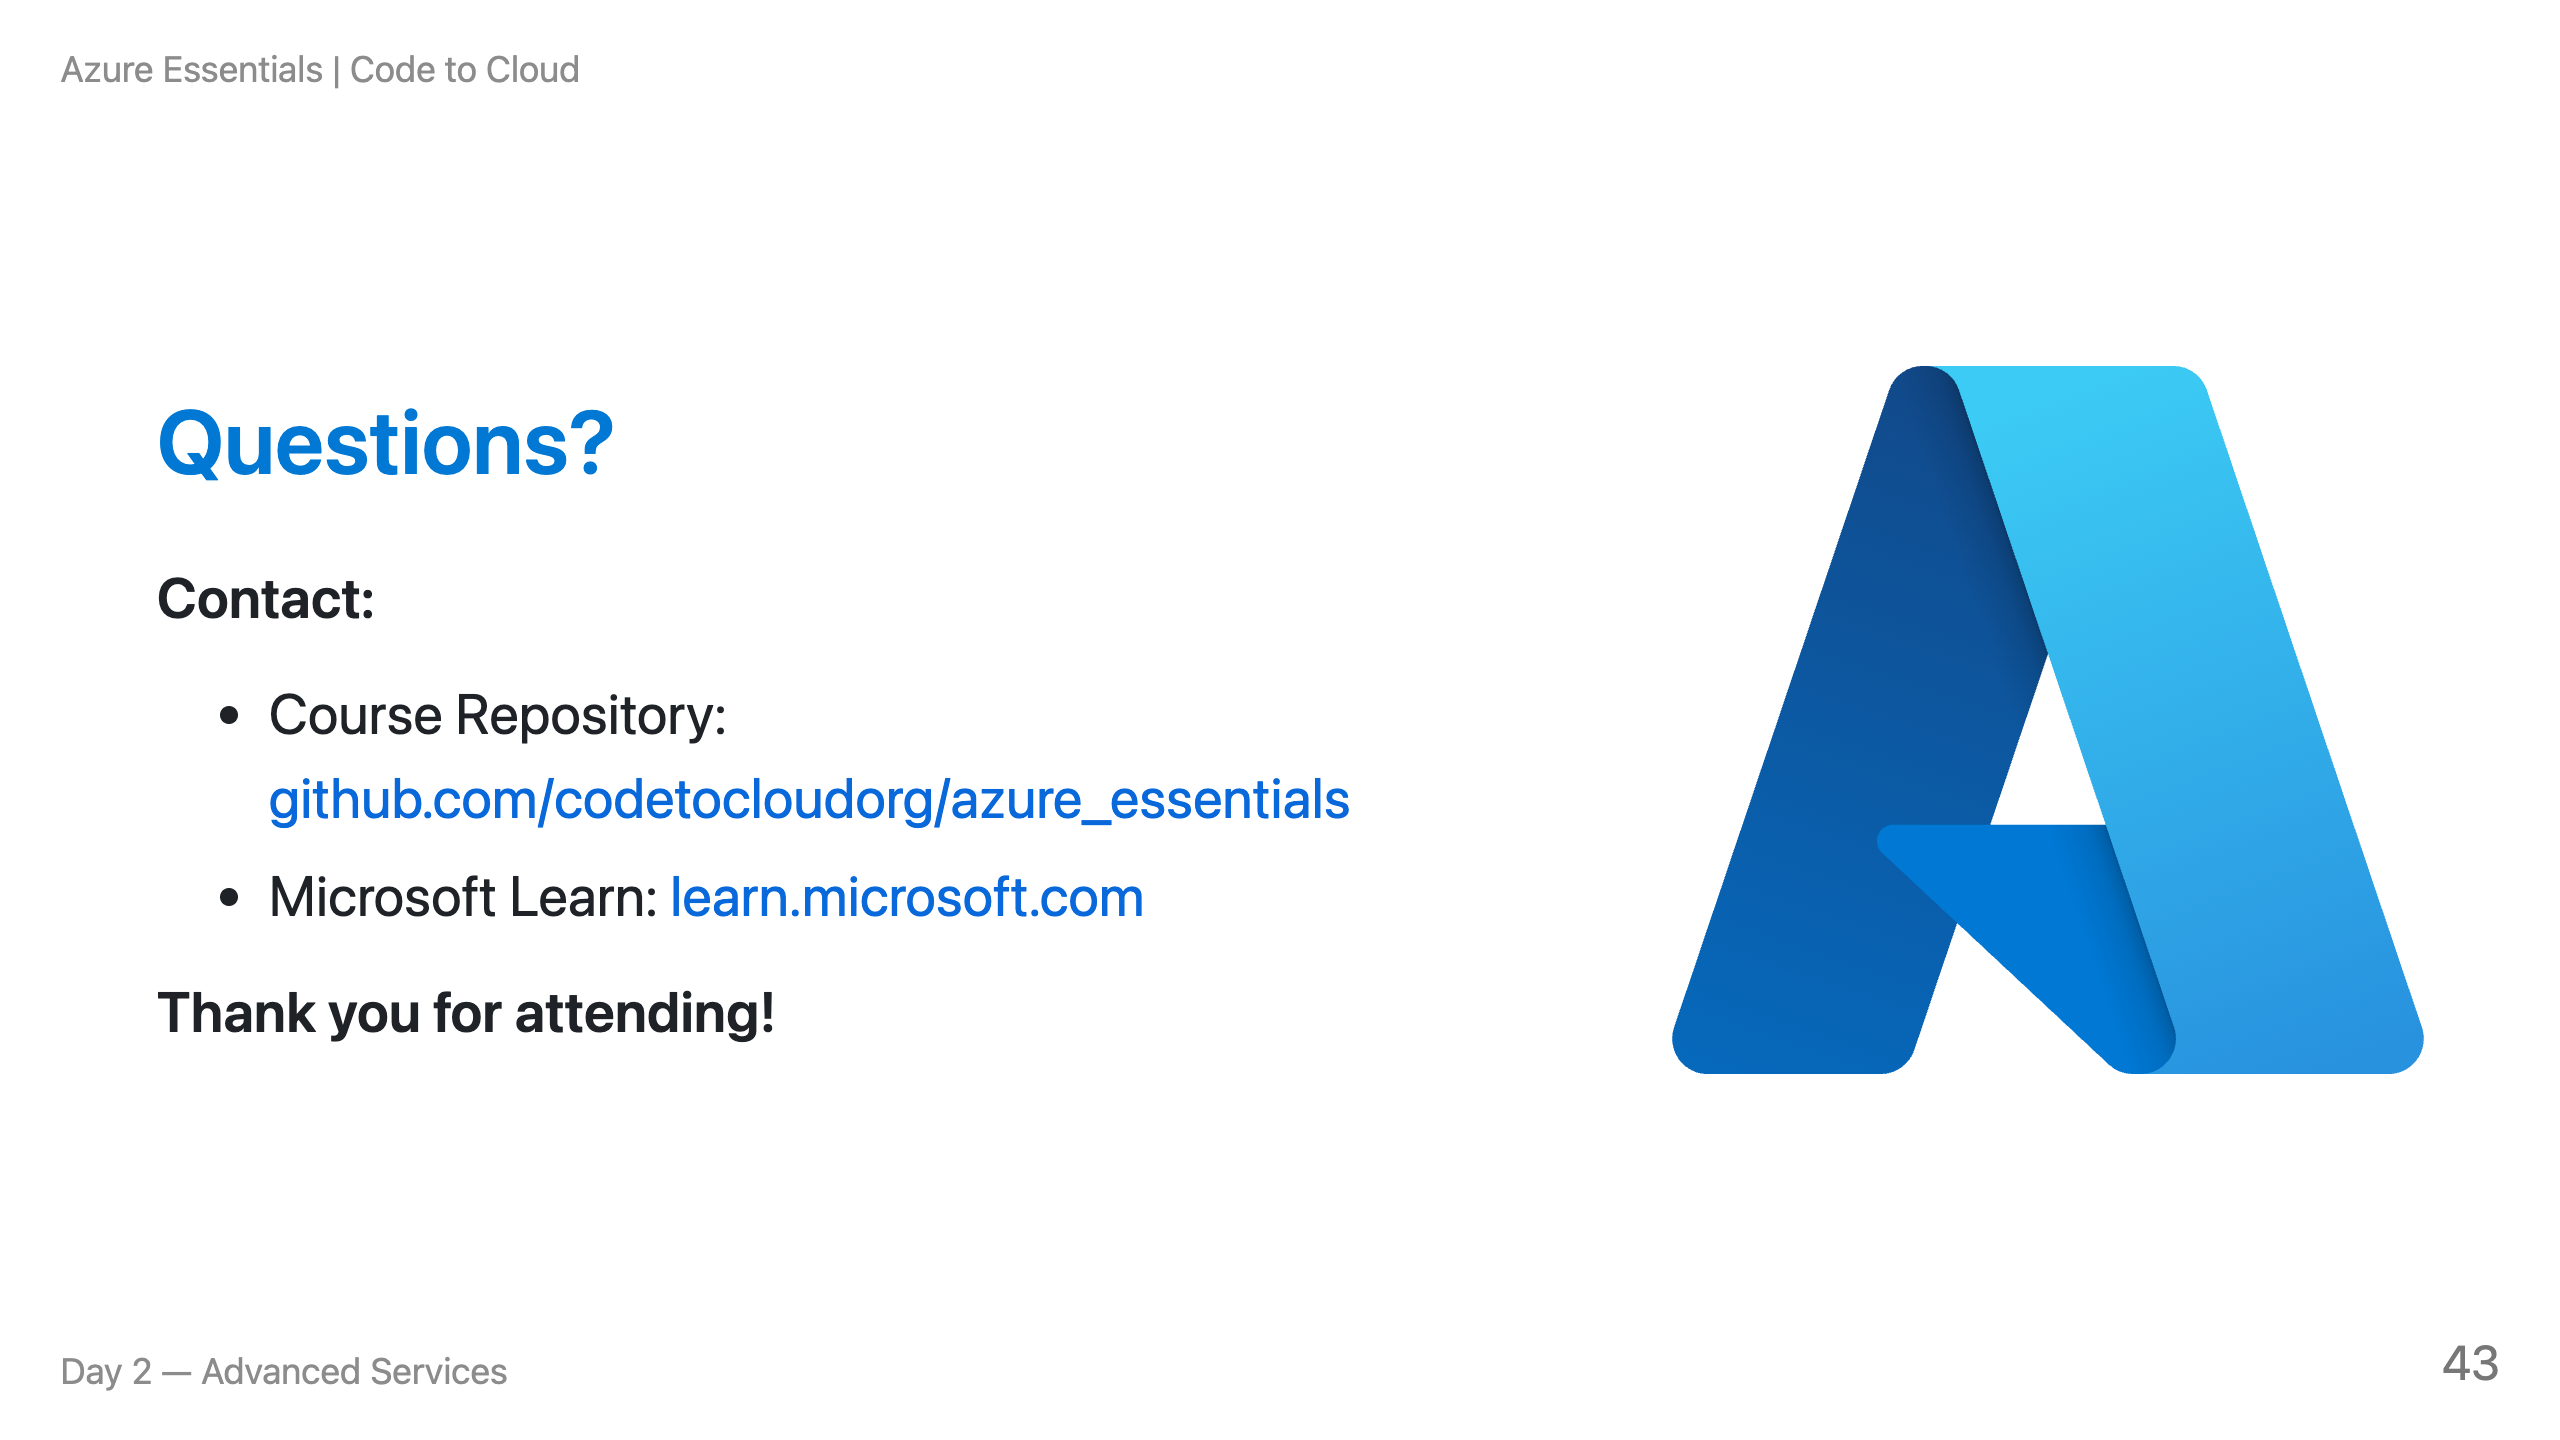 Azure Essentials | Code to Cloud
Questions?
Contact:
• Course Repository:
github.com/codetocloudorg/azure_essentials
• Microsoft Learn: learn.microsoft.com
Thank you for attending!
Day 2 — Advanced Services
43